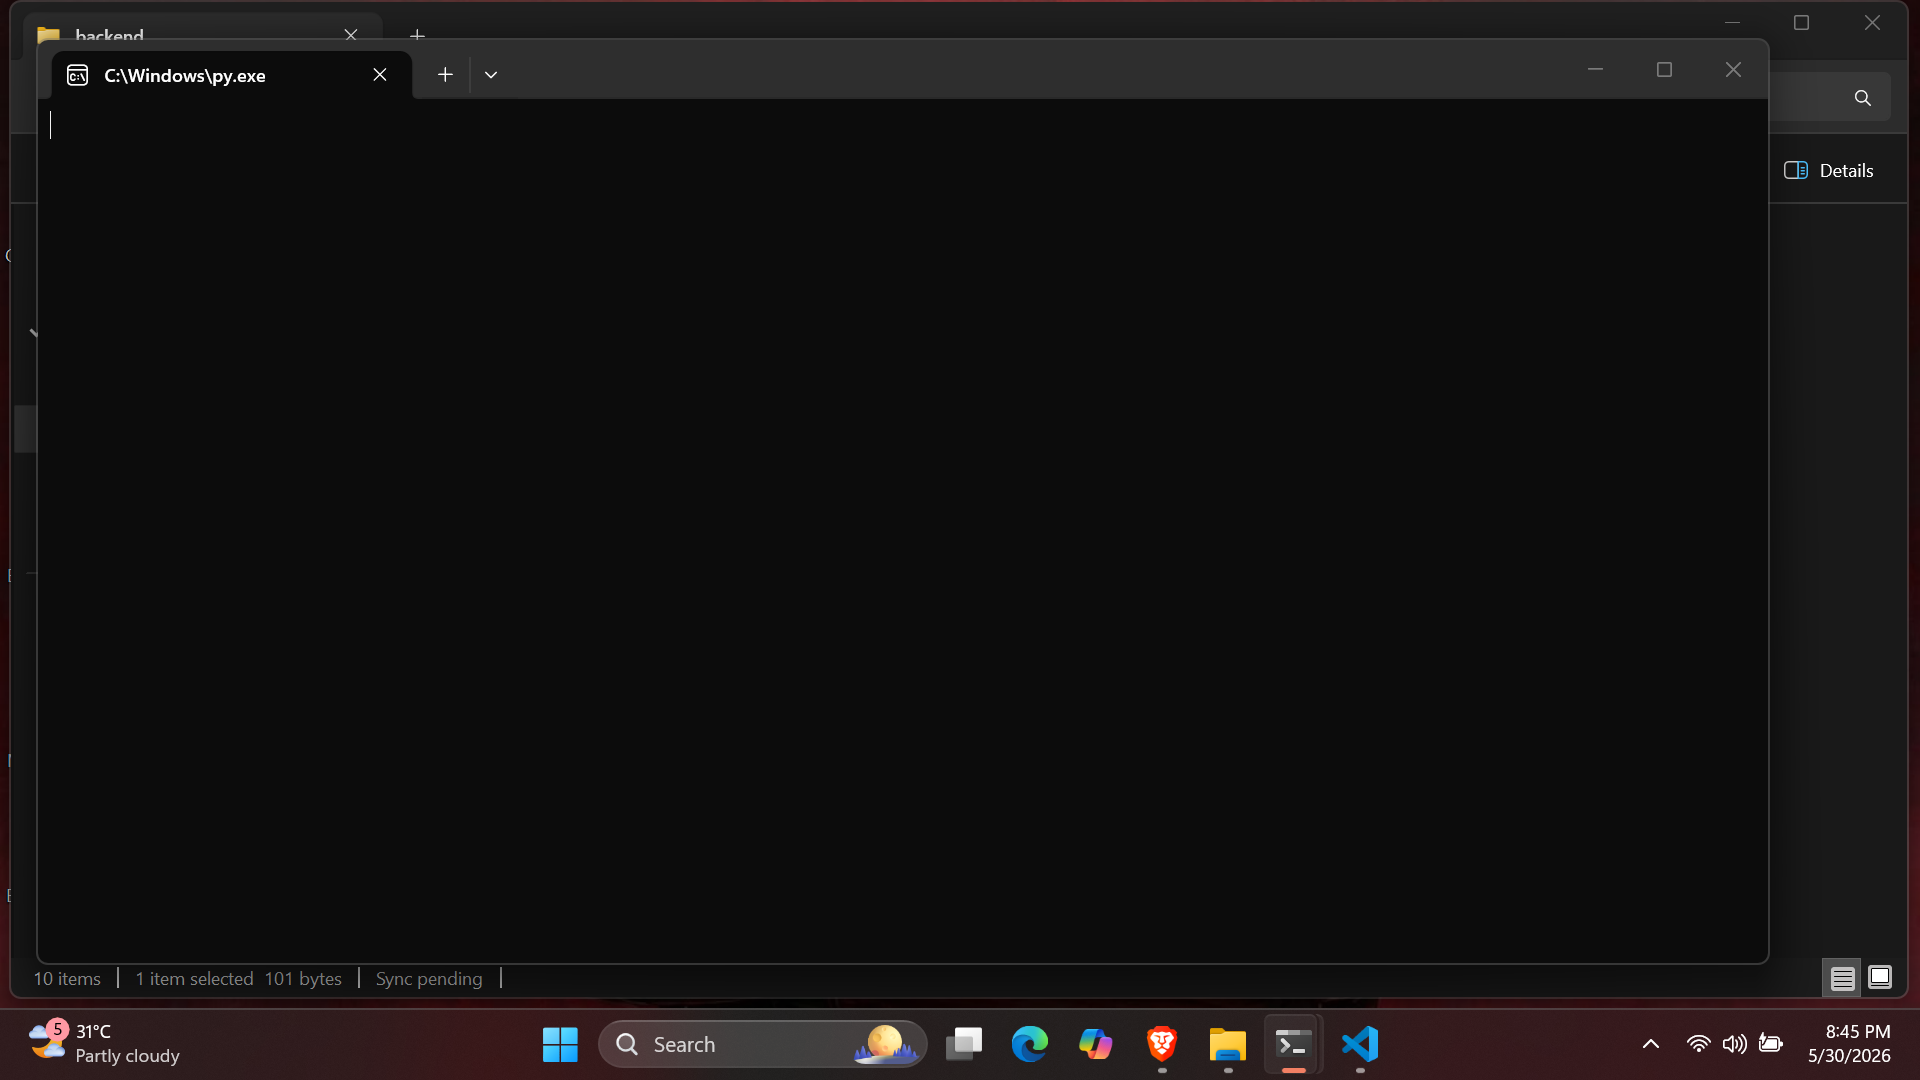 backend
C:\Windows\py.exe
Details
10 items
1 item selected 101 bytes
Sync pending
5
31°C
Partly cloudy
Search
8:45 PM
5/30/2026